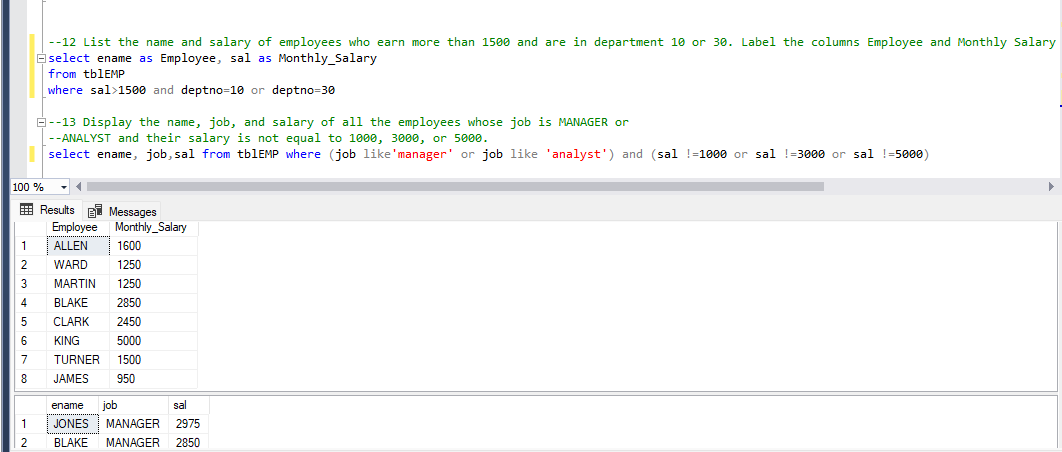 --12 List the name and salary of employees who earn more than 1500 and are in department 10 or 30. Label the columns Employee and Monthly Salary
select ename as Employee, sal as Monthly_Salary
from tblEMP
where sal>1500 and deptno=10 or deptno=30
--13 Display the name, job, and salary of all the employees whose job is MANAGER or
--ANALYST and their salary is not equal to 1000, 3000, or 5000.
select ename, job,sal from tblEMP where (job like'manager' or job like 'analyst') and (sal !=1000 or sal !=3000 or sal !=5000)
100 %
Results Messages
Employee Monthly_Salary
1 ALLEN 1600
2 WARD 1250
3 MARTIN 1250
4 BLAKE 2850
5 CLARK 2450
6 KING 5000
7 TURNER 1500
8 JAMES 950
ename job sal
1 JONES MANAGER 2975
2 BLAKE MANAGER 2850